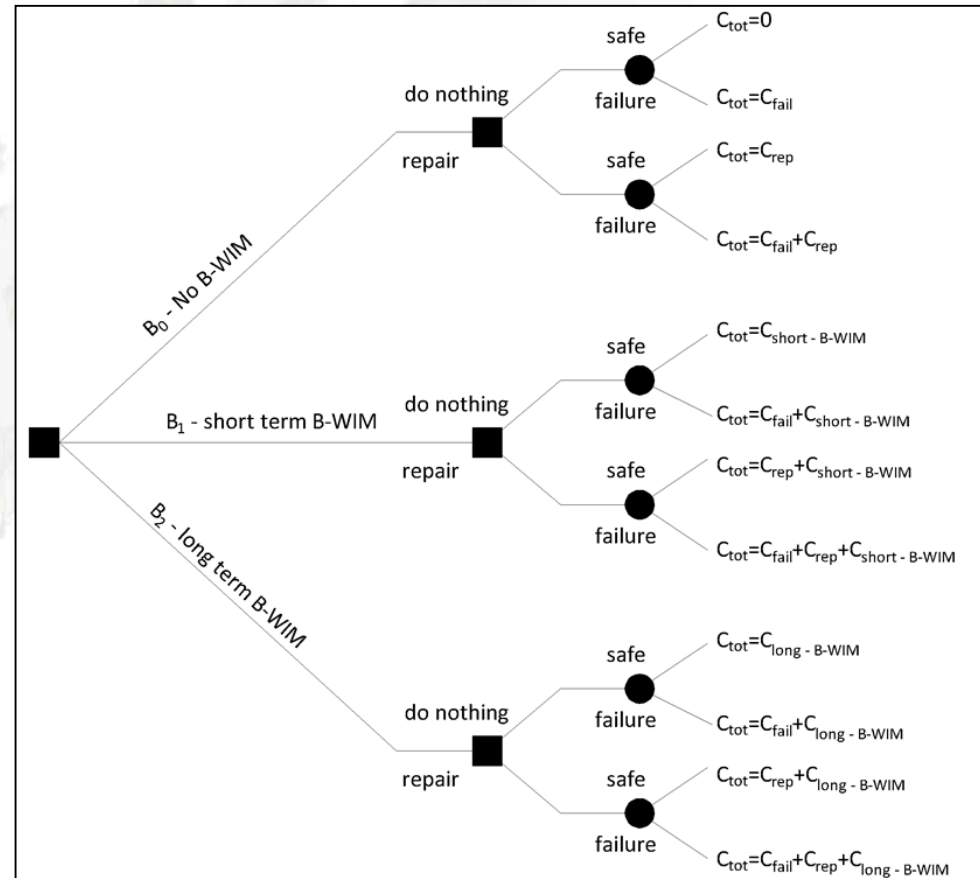 safe
C_tot=0
do nothing
failure
C_tot=C_fail
repair
safe
C_tot=C_rep
failure
C_tot=C_fail+C_rep
B_0 - No B-WIM
safe
C_tot=C_short - B-WIM
do nothing
failure
C_tot=C_fail+C_short - B-WIM
B_1 - short term B-WIM
repair
safe
C_tot=C_rep+C_short - B-WIM
failure
C_tot=C_fail+C_rep+C_short - B-WIM
B_2 - long term B-WIM
safe
C_tot=C_long - B-WIM
do nothing
failure
C_tot=C_fail+C_long - B-WIM
repair
safe
C_tot=C_rep+C_long - B-WIM
failure
C_tot=C_fail+C_rep+C_long - B-WIM